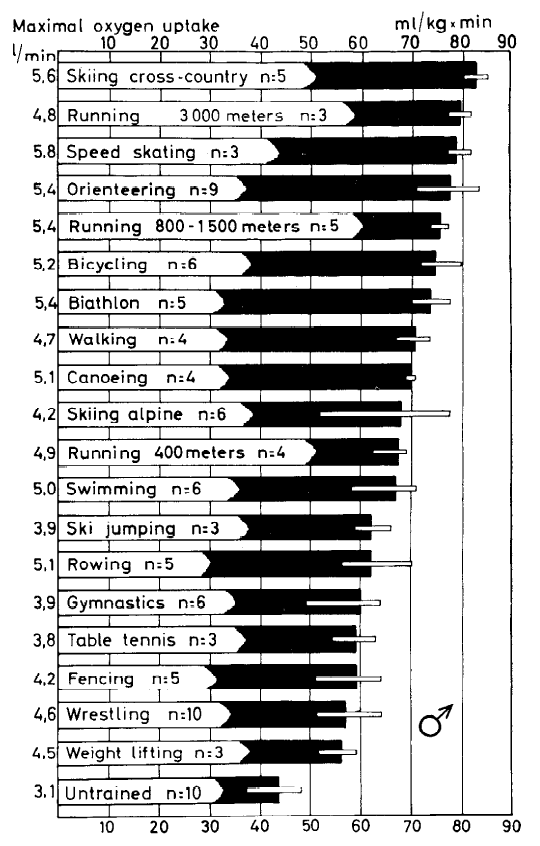 Maximal oxygen uptake ml/kg×min
l/min 10 20 30 40 50 60 70 80 90
5,6 Skiing cross-country n=5
4,8 Running 3000 meters n=3
5,8 Speed skating n=3
5,4 Orienteering n=9
5,4 Running 800-1500 meters n=5
5,2 Bicycling n=6
5,4 Biathlon n=5
4,7 Walking n=4
5,1 Canoeing n=4
4,2 Skiing alpine n=6
4,9 Running 400 meters n=4
5,0 Swimming n=6
3,9 Ski jumping n=3
5,1 Rowing n=5
3,9 Gymnastics n=6
3,8 Table tennis n=3
4,2 Fencing n=5
4,6 Wrestling n=10
♂
4,5 Weight lifting n=3
3,1 Untrained n=10
10 20 30 40 50 60 70 80 90